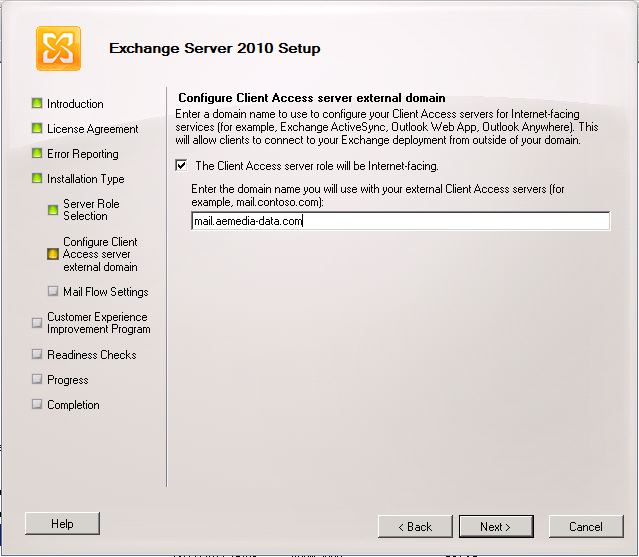 Exchange Server 2010 Setup
Introduction
License Agreement
Error Reporting
Installation Type
Server Role
Selection
Configure Client
Access server
external domain
Mail Flow Settings
Customer Experience
Improvement Program
Readiness Checks
Progress
Completion
Configure Client Access server external domain
Enter a domain name to use to configure your Client Access servers for Internet-facing
services (for example, Exchange ActiveSync, Outlook Web App, Outlook Anywhere). This
will allow clients to connect to your Exchange deployment from outside of your domain.
The Client Access server role will be Internet-facing.
Enter the domain name you will use with your external Client Access servers (for
example, mail.contoso.com):
mail.aemedia-data.com
Help
< Back
Next >
Cancel